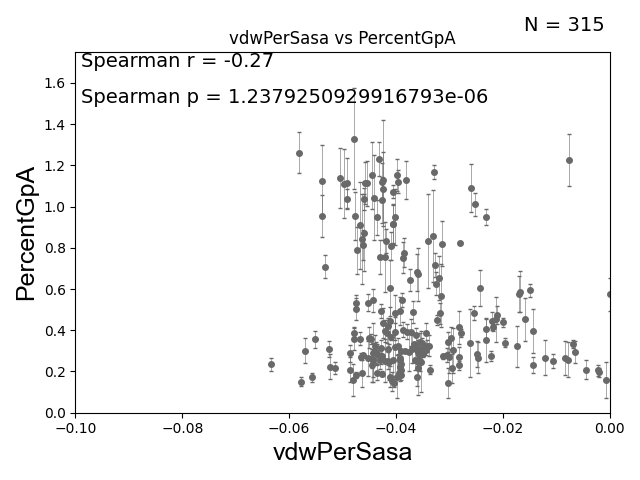 N = 315
vdwPerSasa vs PercentGpA
Spearman r = -0.27
Spearman p = 1.2379250929916793e-06
PercentGpA
1.6
1.4
1.2
1.0
0.8
0.6
0.4
0.2
0.0
−0.10
−0.08
−0.06
−0.04
−0.02
0.00
vdwPerSasa